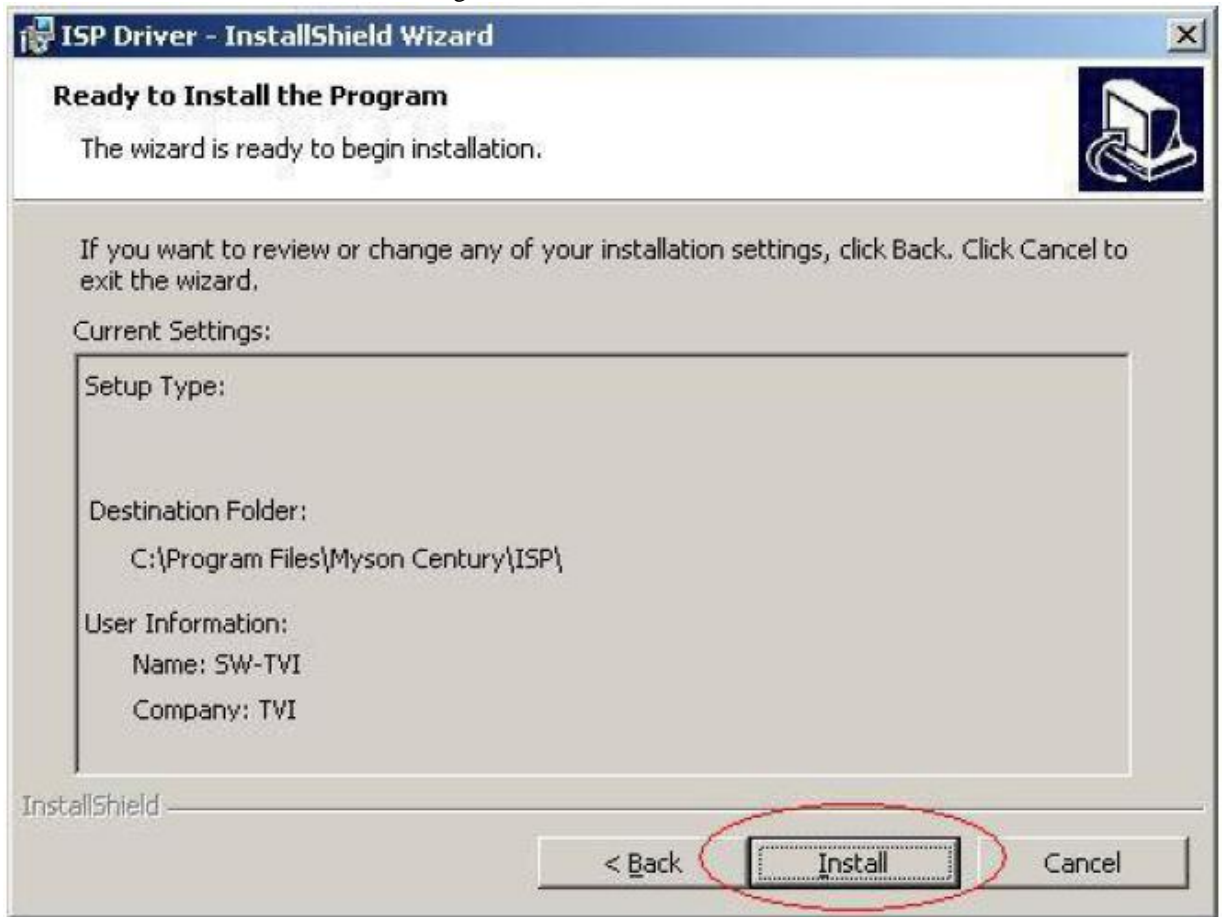 ISP Driver - InstallShield Wizard
Ready to Install the Program
The wizard is ready to begin installation.
If you want to review or change any of your installation settings, click Back. Click Cancel to
exit the wizard.
Current Settings:
Setup Type:
Destination Folder:
C:\Program Files\Myson Century\ISP\
User Information:
Name: SW-TVI
Company: TVI
InstallShield
< Back
Install
Cancel